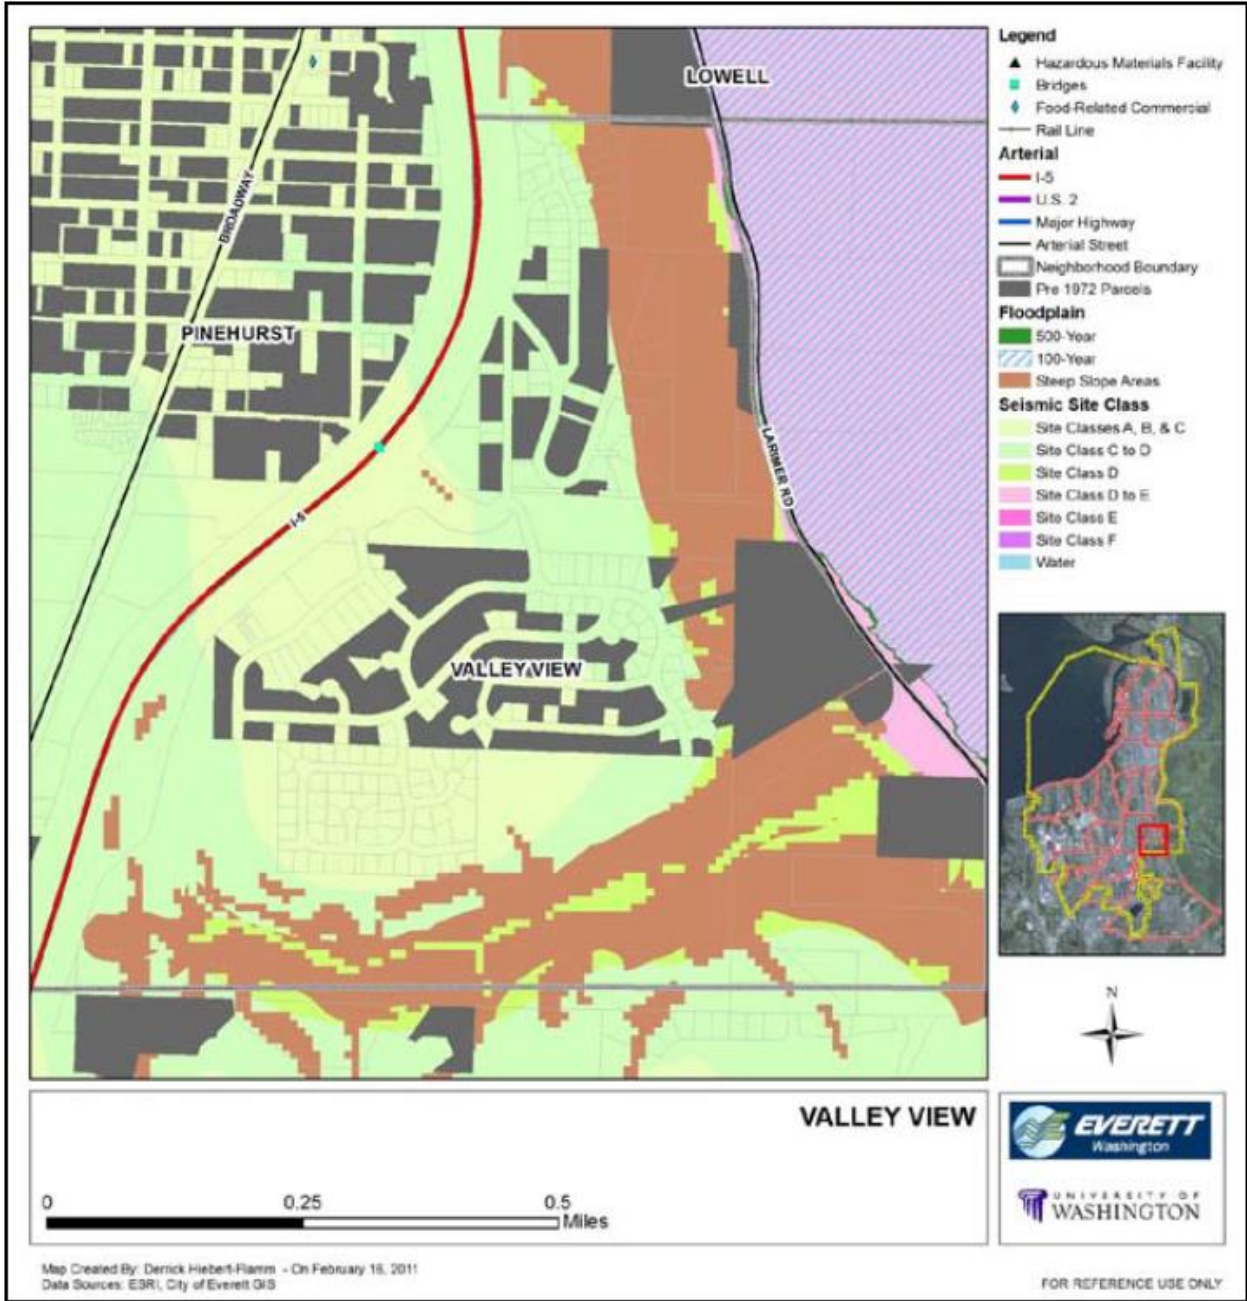 LOWELL
BROADWAY
PINEHURST
LARIMER RD
I-5
VALLEY VIEW
Legend
Hazardous Materials Facility
Bridges
Food-Related Commercial
Rail Line
Arterial
I-5
U.S. 2
Major Highway
Arterial Street
Neighborhood Boundary
Pre 1972 Parcels
Floodplain
500-Year
100-Year
Steep Slope Areas
Seismic Site Class
Site Classes A, B, & C
Site Class C to D
Site Class D
Site Class D to E
Site Class E
Site Class F
Water
N
VALLEY VIEW
0 0.25 0.5
Miles
EVERETT
Washington
UNIVERSITY OF
WASHINGTON
Map Created By: Derrick Hiebert-Flamm - On February 16, 2011
Data Sources: ESRI, City of Everett GIS
FOR REFERENCE USE ONLY